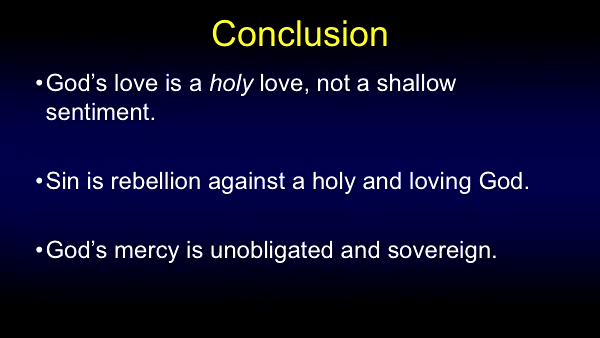 Conclusion
•God’s love is a holy love, not a shallow
sentiment.
•Sin is rebellion against a holy and loving God.
•God’s mercy is unobligated and sovereign.